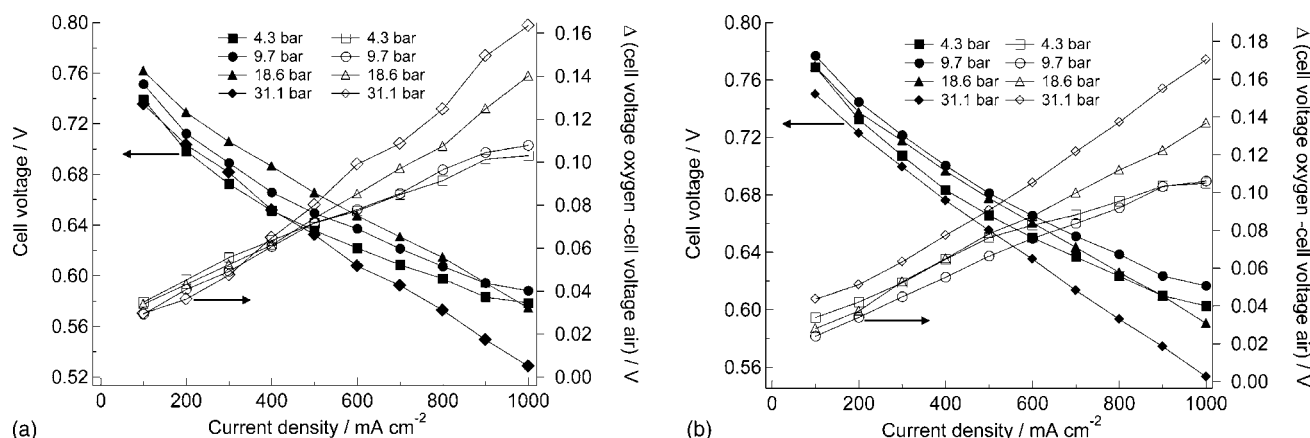 0.80
0.76
0.72
0.68
0.64
0.60
0.56
0.52
Cell voltage / V
4.3 bar 4.3 bar
9.7 bar 9.7 bar
18.6 bar 18.6 bar
31.1 bar 31.1 bar
0.16
0.14
0.12
0.10
0.08
0.06
0.04
0.02
0.00
Δ (cell voltage oxygen -cell voltage air) / V
0 200 400 600 800 1000
Current density / mA cm⁻²
(a)
0.80
0.76
0.72
0.68
0.64
0.60
0.56
Cell voltage / V
4.3 bar 4.3 bar
9.7 bar 9.7 bar
18.6 bar 18.6 bar
31.1 bar 31.1 bar
0.18
0.16
0.14
0.12
0.10
0.08
0.06
0.04
0.02
0.00
Δ (cell voltage oxygen -cell voltage air) / V
0 200 400 600 800 1000
Current density / mA cm⁻²
(b)